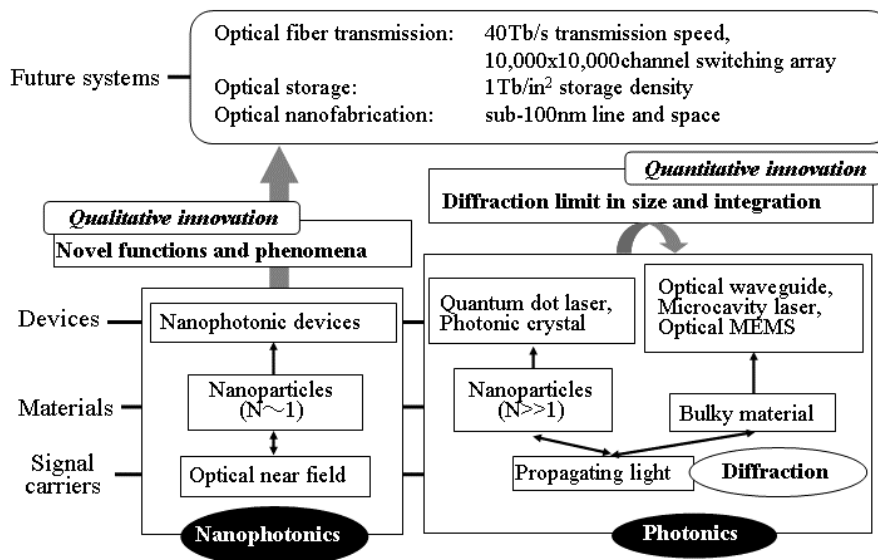 Future systems
Optical fiber transmission: 40Tb/s transmission speed,
10,000x10,000channel switching array
Optical storage: 1Tb/in² storage density
Optical nanofabrication: sub-100nm line and space
Quantitative innovation
Diffraction limit in size and integration
Qualitative innovation
Novel functions and phenomena
Devices
Nanophotonic devices
Quantum dot laser,
Photonic crystal
Optical waveguide,
Microcavity laser,
Optical MEMS
Materials
Nanoparticles
(N~1)
Nanoparticles
(N>>1)
Bulky material
Signal
carriers
Optical near field
Propagating light
Diffraction
Nanophotonics
Photonics